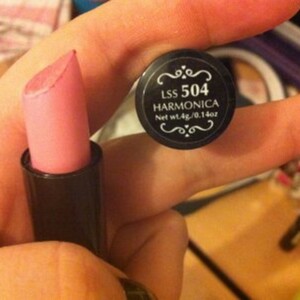 LSS 504
HARMONICA
Net wt.4g./0.14oz